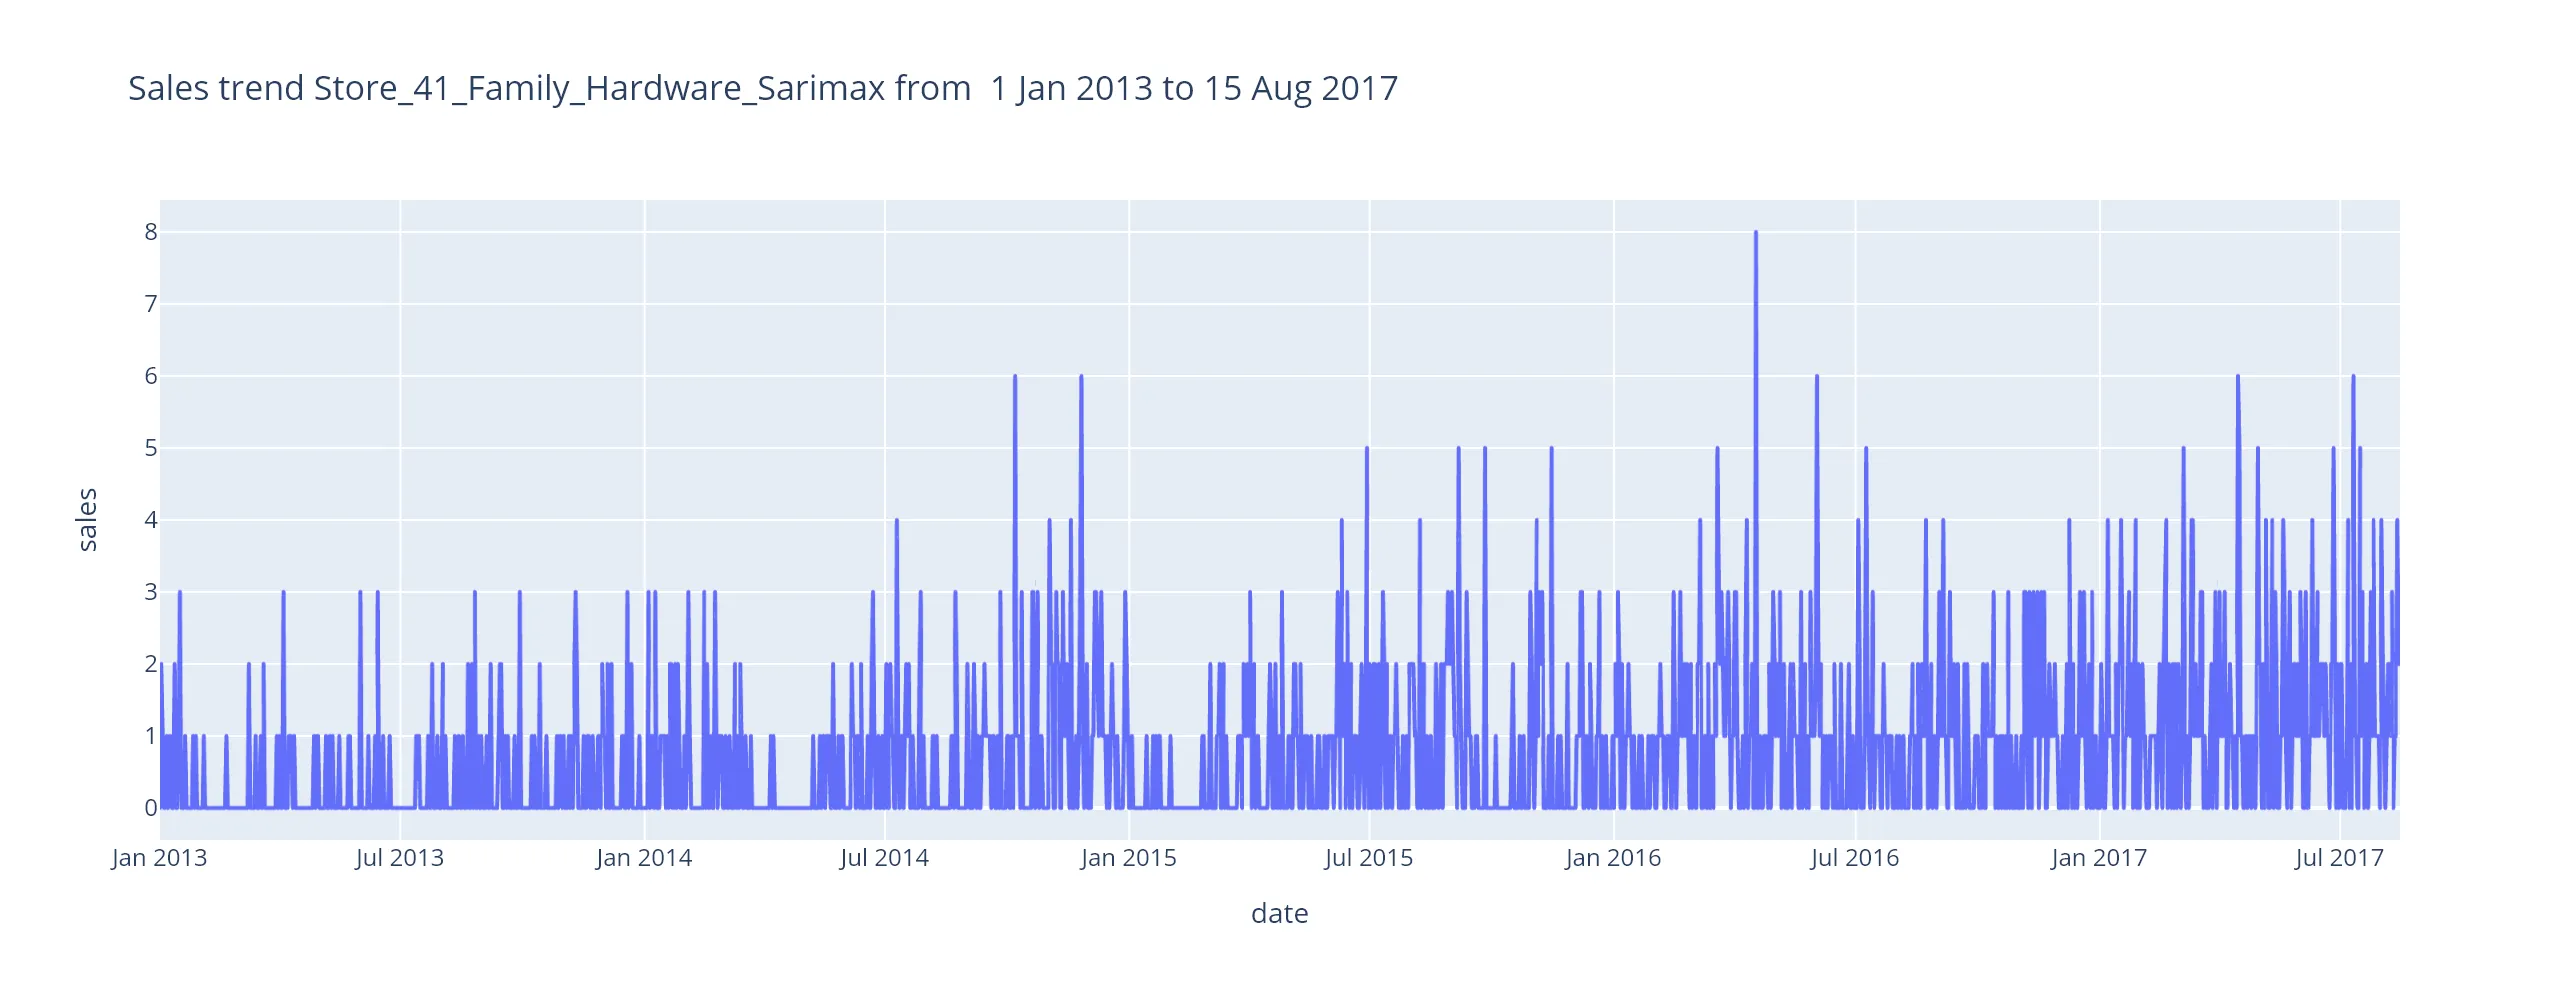 Sales trend Store_41_Family_Hardware_Sarimax from  1 Jan 2013 to 15 Aug 2017
8
7
6
5
4
3
2
1
0
sales
Jan 2013 Jul 2013 Jan 2014 Jul 2014 Jan 2015 Jul 2015 Jan 2016 Jul 2016 Jan 2017 Jul 2017
date